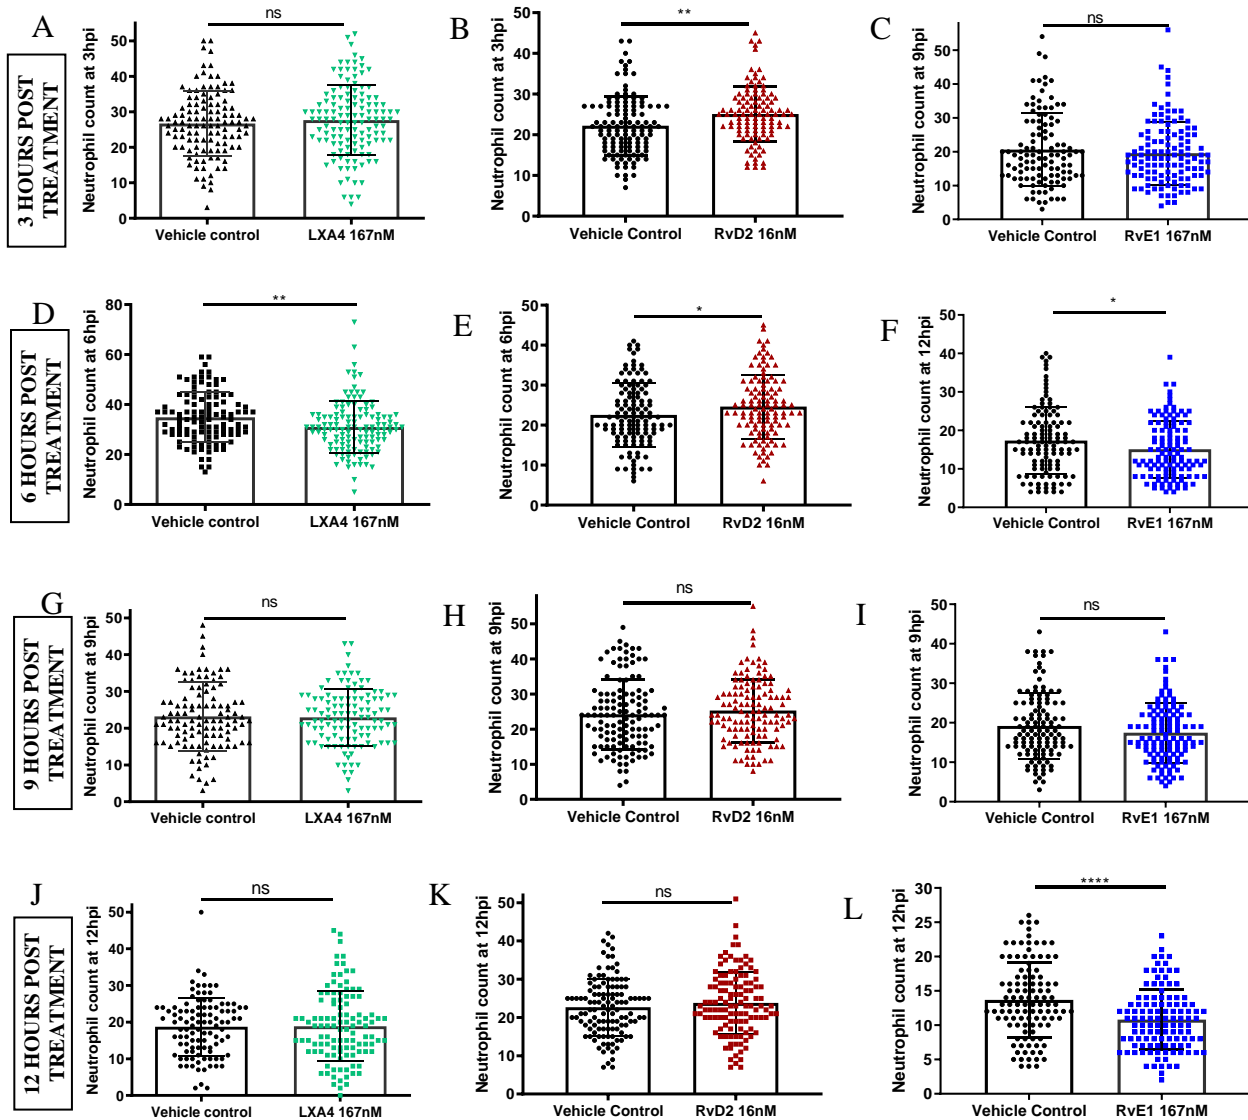 A
B
C
3 HOURS POST
TREATMENT
Neutrophil count at 3hpi
50
40
30
20
10
0
ns
Vehicle control
LXA4 167nM
Neutrophil count at 3hpi
50
40
30
20
10
0
**
Vehicle Control
RvD2 16nM
Neutrophil count at 9hpi
50
40
30
20
10
0
ns
Vehicle Control
RvE1 167nM
D
E
F
6 HOURS POST
TREATMENT
Neutrophil count at 6hpi
80
60
40
20
0
**
Vehicle control
LXA4 167nM
Neutrophil count at 6hpi
50
40
30
20
10
0
*
Vehicle Control
RvD2 16nM
Neutrophil count at 12hpi
50
40
30
20
10
0
*
Vehicle Control
RvE1 167nM
G
H
I
9 HOURS POST
TREATMENT
Neutrophil count at 9hpi
50
40
30
20
10
0
ns
Vehicle control
LXA4 167nM
Neutrophil count at 9hpi
50
40
30
20
10
0
ns
Vehicle Control
RvD2 16nM
Neutrophil count at 9hpi
50
40
30
20
10
0
ns
Vehicle Control
RvE1 167nM
J
K
L
12 HOURS POST
TREATMENT
Neutrophil count at 12hpi
50
40
30
20
10
0
ns
Vehicle control
LXA4 167nM
Neutrophil count at 12hpi
50
40
30
20
10
0
ns
Vehicle Control
RvD2 16nM
Neutrophil count at 12hpi
30
25
20
15
10
5
0
****
Vehicle Control
RvE1 167nM